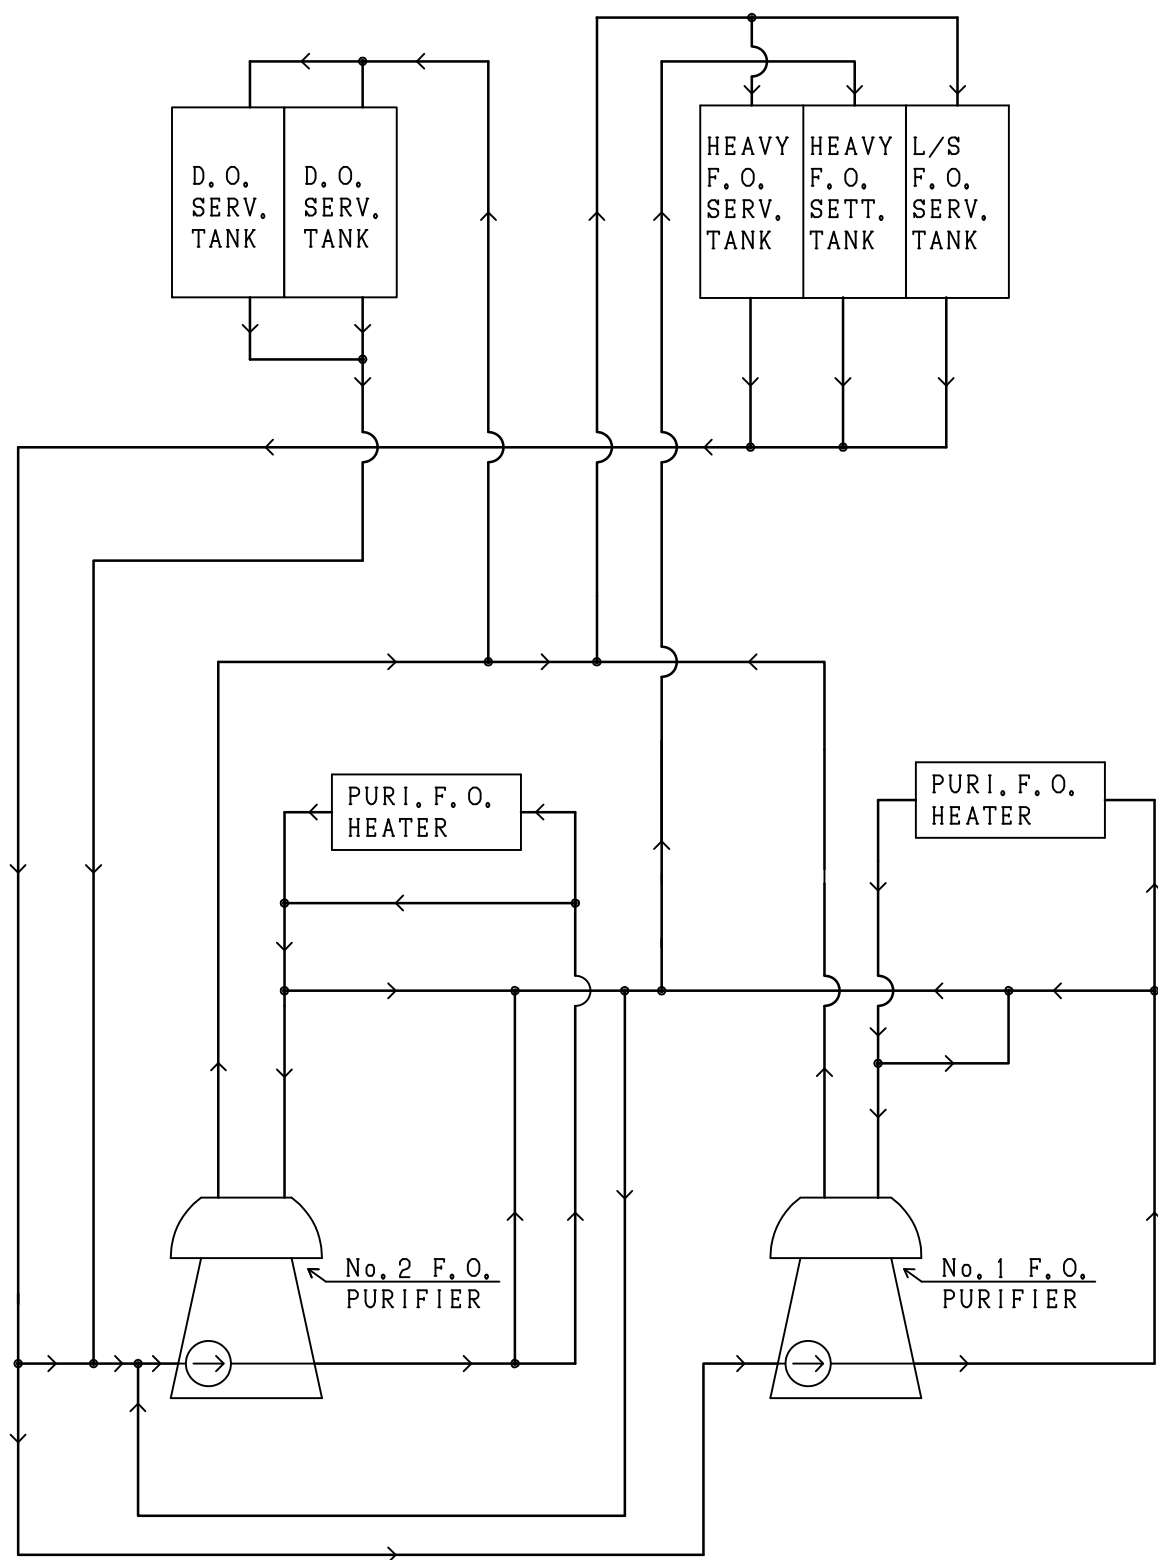 D.O.
SERV.
TANK
D.O.
SERV.
TANK
HEAVY
F.O.
SERV.
TANK
HEAVY
F.O.
SETT.
TANK
L/S
F.O.
SERV.
TANK
PURI.F.O.
HEATER
PURI.F.O.
HEATER
No.2 F.O.
PURIFIER
No.1 F.O.
PURIFIER